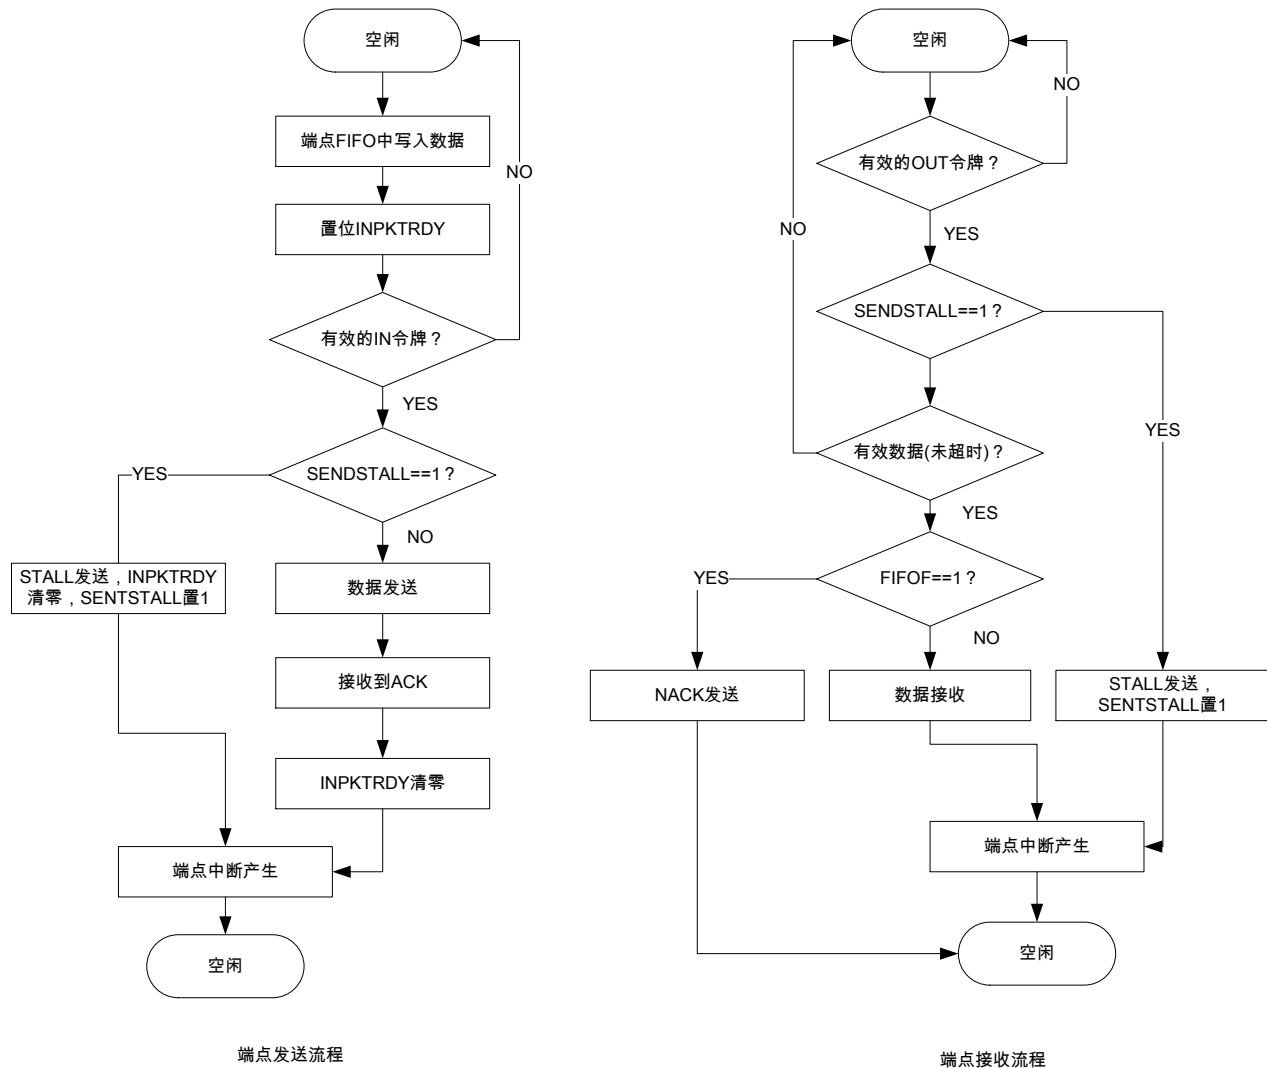 空闲
端点FIFO中写入数据
NO
置位INPKTRDY
有效的IN令牌？
YES
SENDSTALL==1？
YES
NO
STALL发送，INPKTRDY
清零，SENTSTALL置1
数据发送
接收到ACK
INPKTRDY清零
端点中断产生
空闲
端点发送流程
空闲
NO
有效的OUT令牌？
NO
YES
SENDSTALL==1？
YES
有效数据(未超时)？
YES
FIFOF==1？
YES
NO
NACK发送
数据接收
STALL发送，
SENTSTALL置1
端点中断产生
空闲
端点接收流程